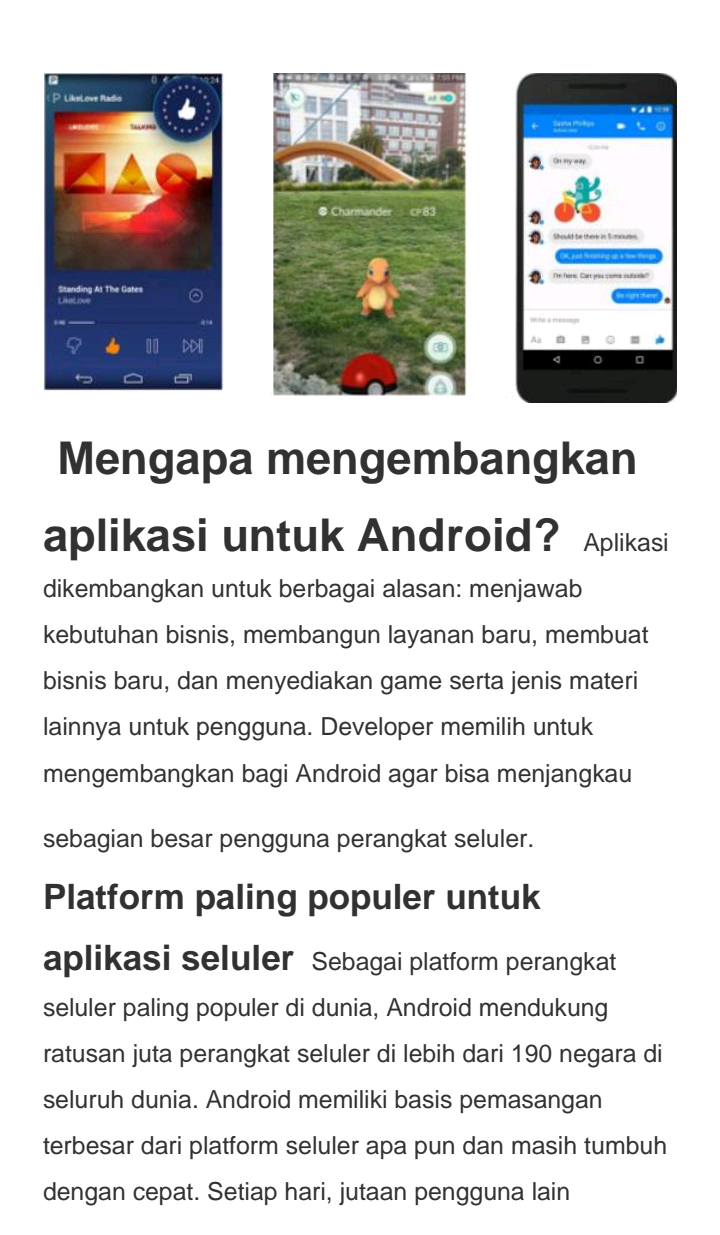 LikeLove Radio
Standing At The Gates
LikeLove
0:46
Charmander CP 83
Sasha Phillips
On my way.
Should be there in 5 minutes.
OK, just finishing up a few things.
I'm here. Can you come outside?
Be right there!
Write a message
Aa
Mengapa mengembangkan
aplikasi untuk Android? Aplikasi
dikembangkan untuk berbagai alasan: menjawab
kebutuhan bisnis, membangun layanan baru, membuat
bisnis baru, dan menyediakan game serta jenis materi
lainnya untuk pengguna. Developer memilih untuk
mengembangkan bagi Android agar bisa menjangkau
sebagian besar pengguna perangkat seluler.
Platform paling populer untuk
aplikasi seluler Sebagai platform perangkat
seluler paling populer di dunia, Android mendukung
ratusan juta perangkat seluler di lebih dari 190 negara di
seluruh dunia. Android memiliki basis pemasangan
terbesar dari platform seluler apa pun dan masih tumbuh
dengan cepat. Setiap hari, jutaan pengguna lain